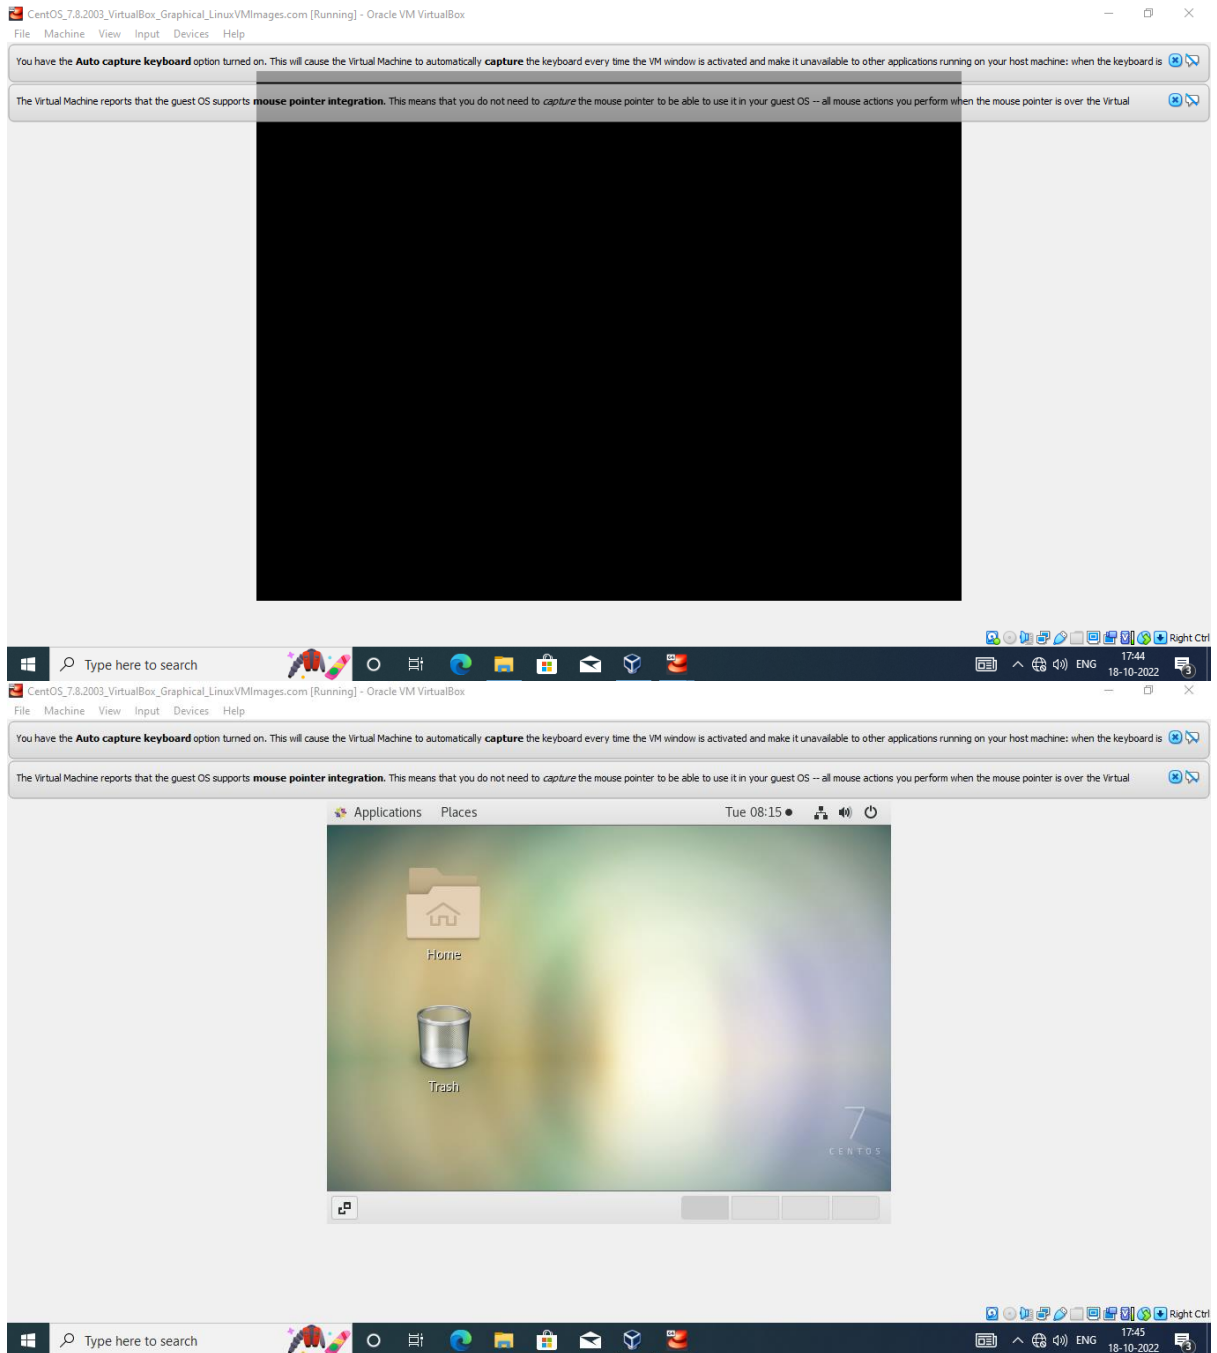 CentOS_7.8.2003_VirtualBox_Graphical_LinuxVMImages.com [Running] - Oracle VM VirtualBox
File Machine View Input Devices Help
You have the Auto capture keyboard option turned on. This will cause the Virtual Machine to automatically capture the keyboard every time the VM window is activated and make it unavailable to other applications running on your host machine: when the keyboard is
The Virtual Machine reports that the guest OS supports mouse pointer integration. This means that you do not need to capture the mouse pointer to be able to use it in your guest OS -- all mouse actions you perform when the mouse pointer is over the Virtual
Right Ctrl
Type here to search
ENG
17:44
18-10-2022
3
CentOS_7.8.2003_VirtualBox_Graphical_LinuxVMImages.com [Running] - Oracle VM VirtualBox
File Machine View Input Devices Help
You have the Auto capture keyboard option turned on. This will cause the Virtual Machine to automatically capture the keyboard every time the VM window is activated and make it unavailable to other applications running on your host machine: when the keyboard is
The Virtual Machine reports that the guest OS supports mouse pointer integration. This means that you do not need to capture the mouse pointer to be able to use it in your guest OS -- all mouse actions you perform when the mouse pointer is over the Virtual
Applications Places Tue 08:15
Home
Trash
7
CENTOS
Right Ctrl
Type here to search
ENG
17:45
18-10-2022
3